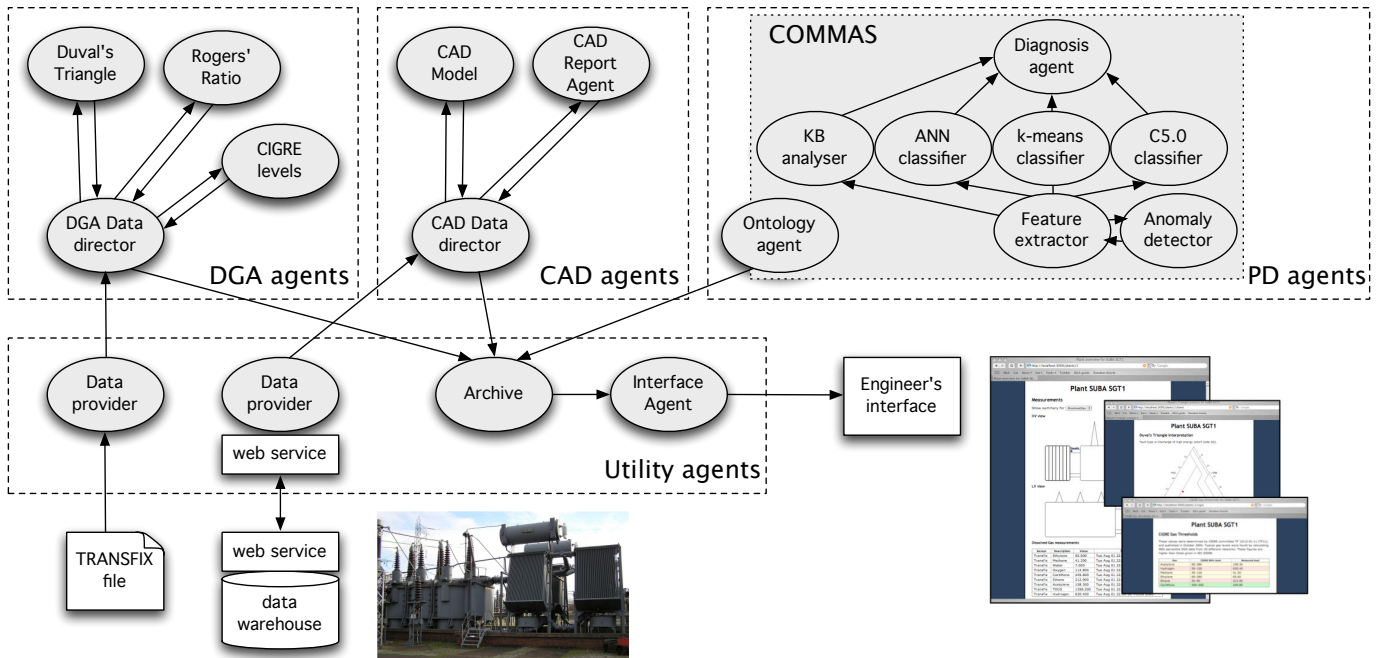 Duval's
Triangle
Rogers'
Ratio
CIGRE
levels
DGA Data
director
DGA agents
CAD
Model
CAD
Report
Agent
CAD Data
director
CAD agents
COMMAS
Diagnosis
agent
KB
analyser
ANN
classifier
k-means
classifier
C5.0
classifier
Ontology
agent
Feature
extractor
Anomaly
detector
PD agents
Data
provider
Data
provider
Archive
Interface
Agent
web service
Utility agents
Engineer's
interface
TRANSFIX
file
web service
data
warehouse
Plant SUBA SGT1
Measurements
HV view
LV view
Dissolved Gas measurements
Plant SUBA SGT1
Duval's Triangle Interpretation
Plant SUBA SGT1
CIGRE Gas Thresholds